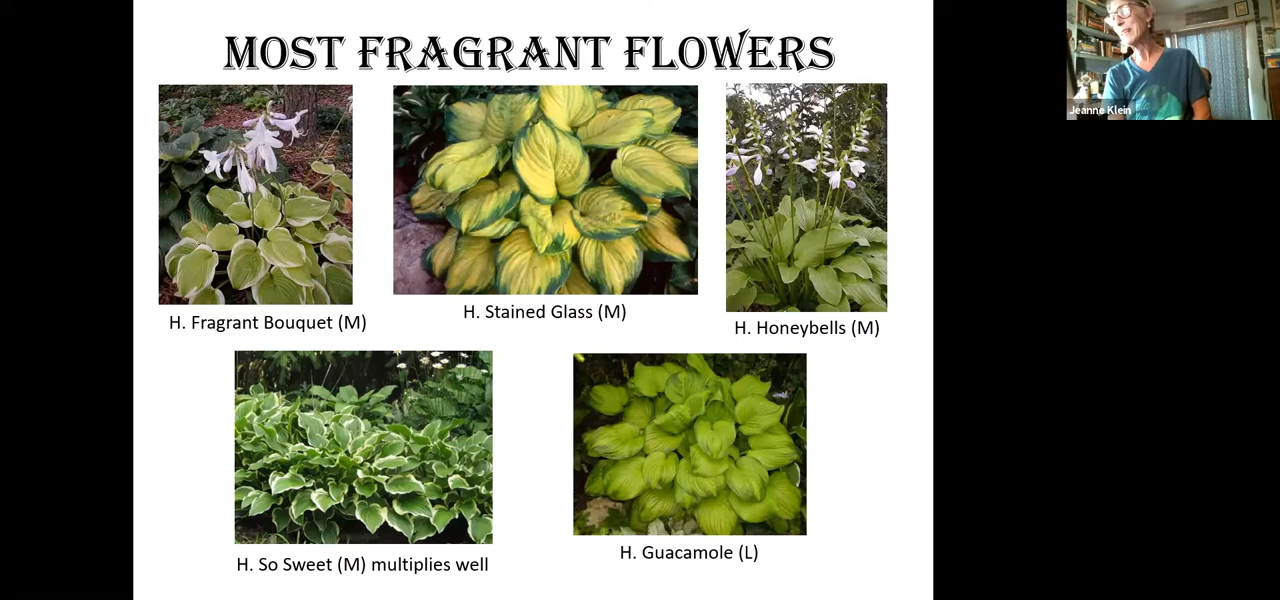 MOST FRAGRANT FLOWERS
Jeanne Klein
H. Fragrant Bouquet (M)
H. Stained Glass (M)
H. Honeybells (M)
H. So Sweet (M) multiplies well
H. Guacamole (L)